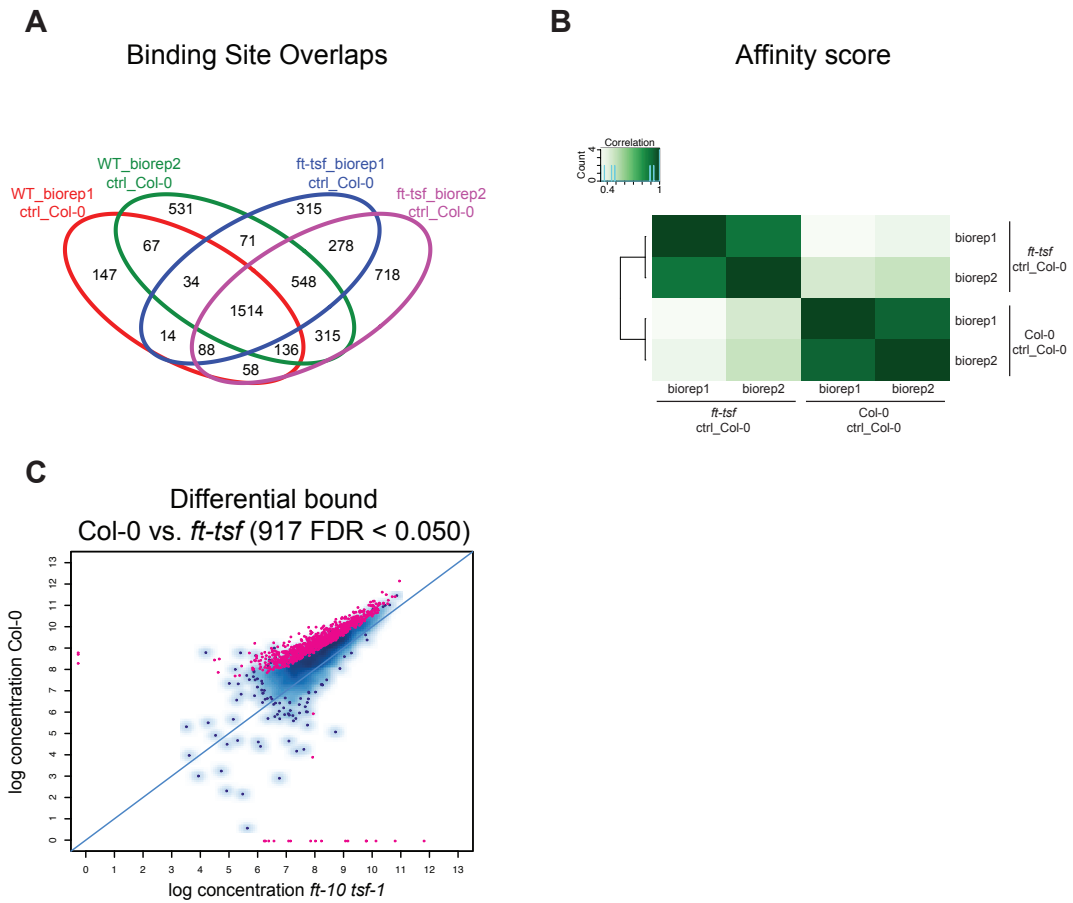 A
Binding Site Overlaps
WT_biorep2
ctrl_Col-0
ft-tsf_biorep1
ctrl_Col-0
WT_biorep1
ctrl_Col-0
ft-tsf_biorep2
ctrl_Col-0
531
315
67
71
278
147
34
548
718
1514
14
88
136
315
58
B
Affinity score
Correlation
Count
0 4
0.4 1
biorep1
biorep2
ft-tsf
ctrl_Col-0
biorep1
biorep2
Col-0
ctrl_Col-0
biorep1 biorep2 biorep1 biorep2
ft-tsf
ctrl_Col-0
Col-0
ctrl_Col-0
C
Differential bound
Col-0 vs. ft-tsf (917 FDR < 0.050)
log concentration Col-0
0 1 2 3 4 5 6 7 8 9 10 11 12 13
0 1 2 3 4 5 6 7 8 9 10 11 12 13
log concentration ft-10 tsf-1